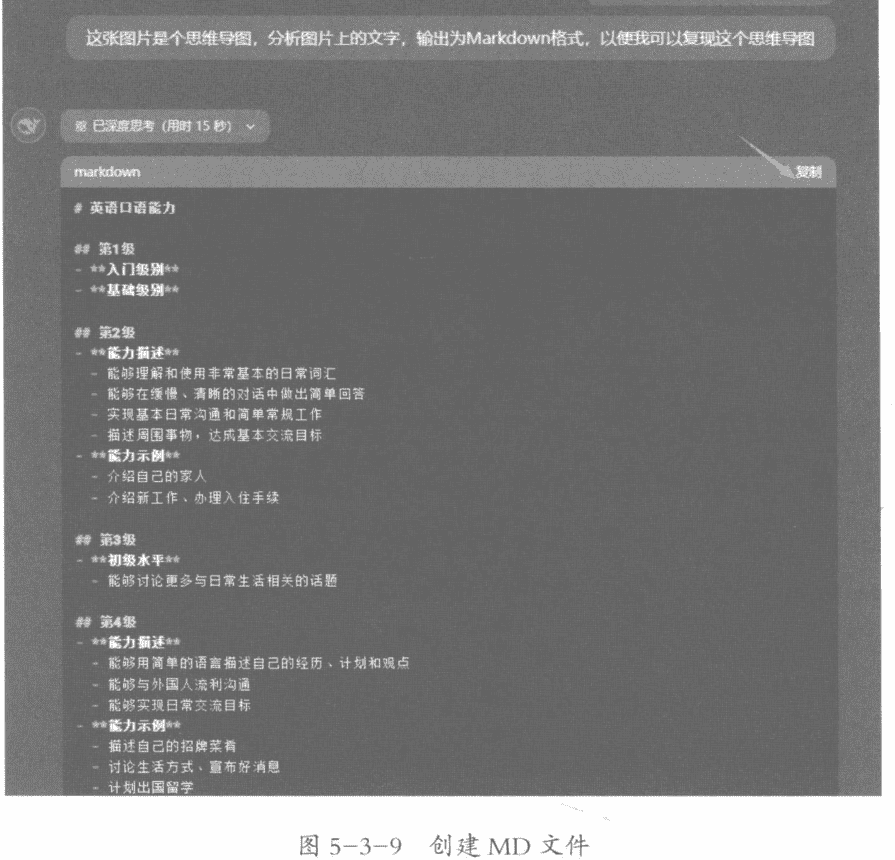 这张图片是个思维导图，分析图片上的文字，输出为Markdown格式，以便我可以复现这个思维导图
已深度思考（用时 15 秒）
markdown
复制
# 英语口语能力
## 第1级
- **入门级别**
- **基础级别**
## 第2级
- **能力描述**
- 能够理解和使用非常基本的日常词汇
- 能够在缓慢、清晰的对话中做出简单回答
- 实现基本日常沟通和简单常规工作
- 描述周围事物，达成基本交流目标
- **能力示例**
- 介绍自己的家人
- 介绍新工作、办理入住手续
## 第3级
- **初级水平**
- 能够讨论更多与日常生活相关的话题
## 第4级
- **能力描述**
- 能够用简单的语言描述自己的经历、计划和观点
- 能够与外国人流利沟通
- 能够实现日常交流目标
- **能力示例**
- 描述自己的招牌菜肴
- 讨论生活方式、宣布好消息
- 计划出国留学
图 5-3-9 创建 MD 文件